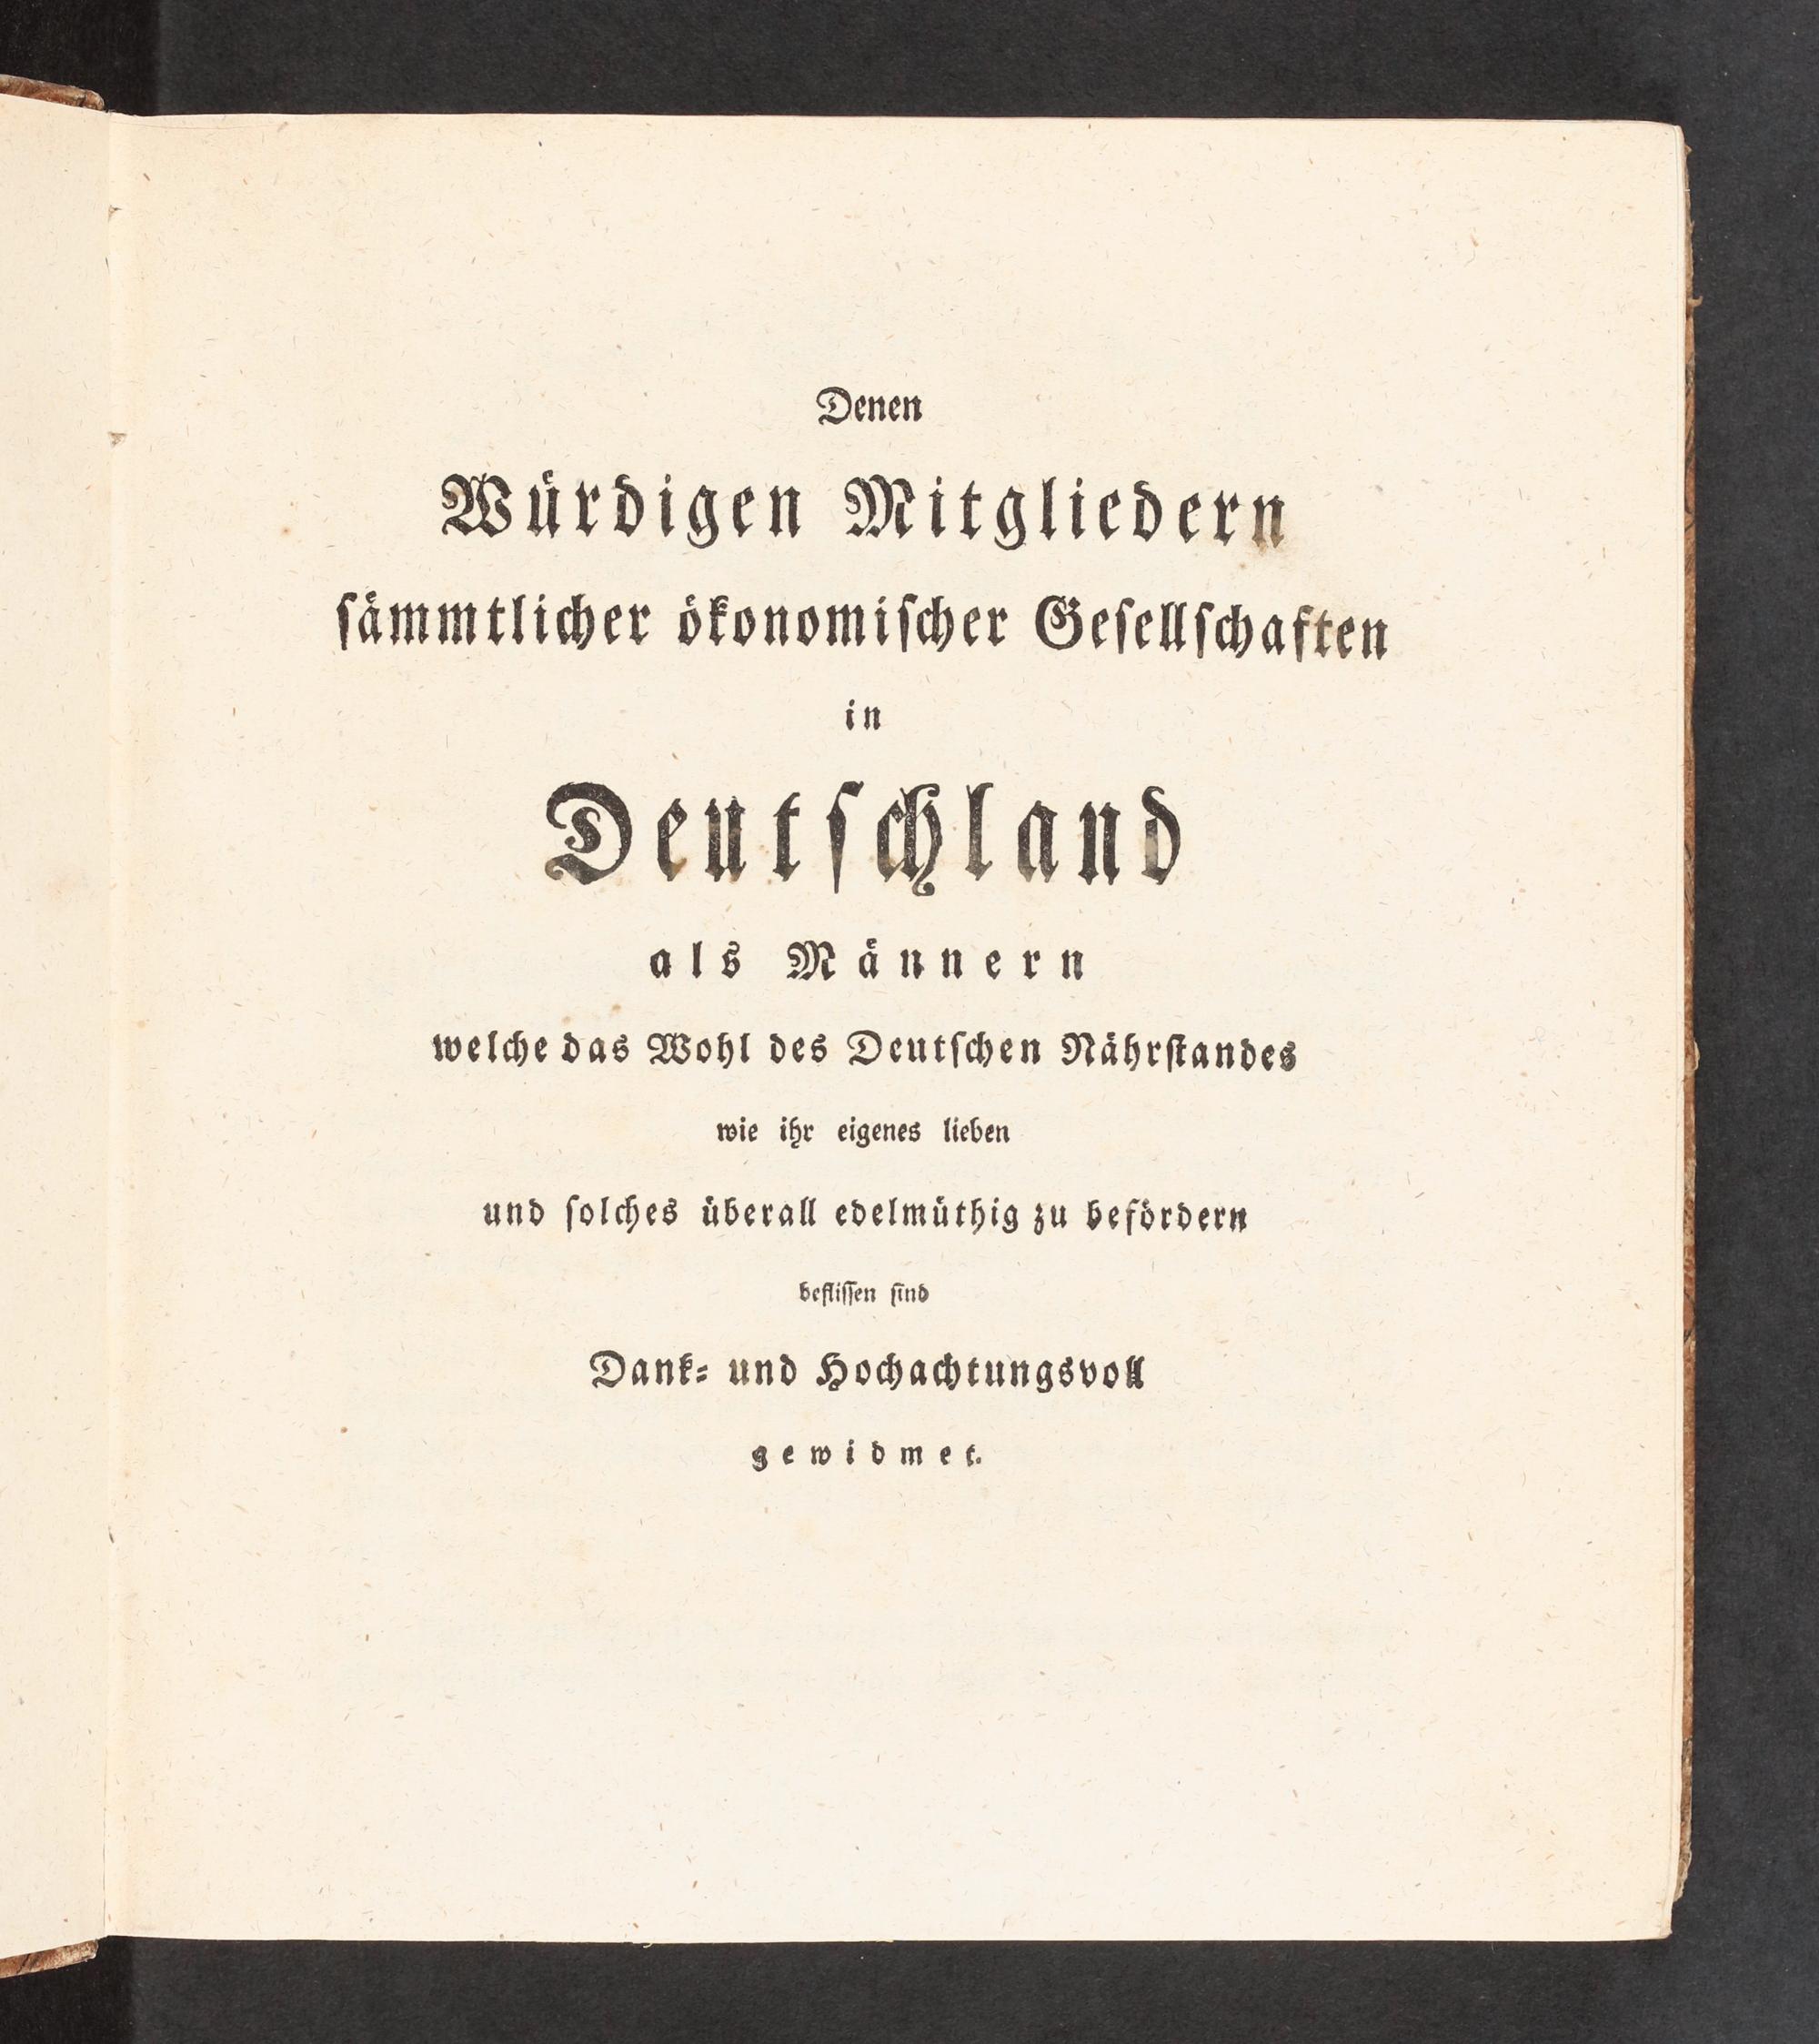 Denen
Würdigen Mitgliedern
ſämmtlicher ökonomiſcher Geſellſchaften
in
Deutſchland
als Männern
welche das Wohl des Deutſchen Nährſtandes
wie ihr eigenes lieben
und ſolches überall edelmüthig zu befördern
befliſſen ſind
Dank- und Hochachtungsvoll
gewidmet.